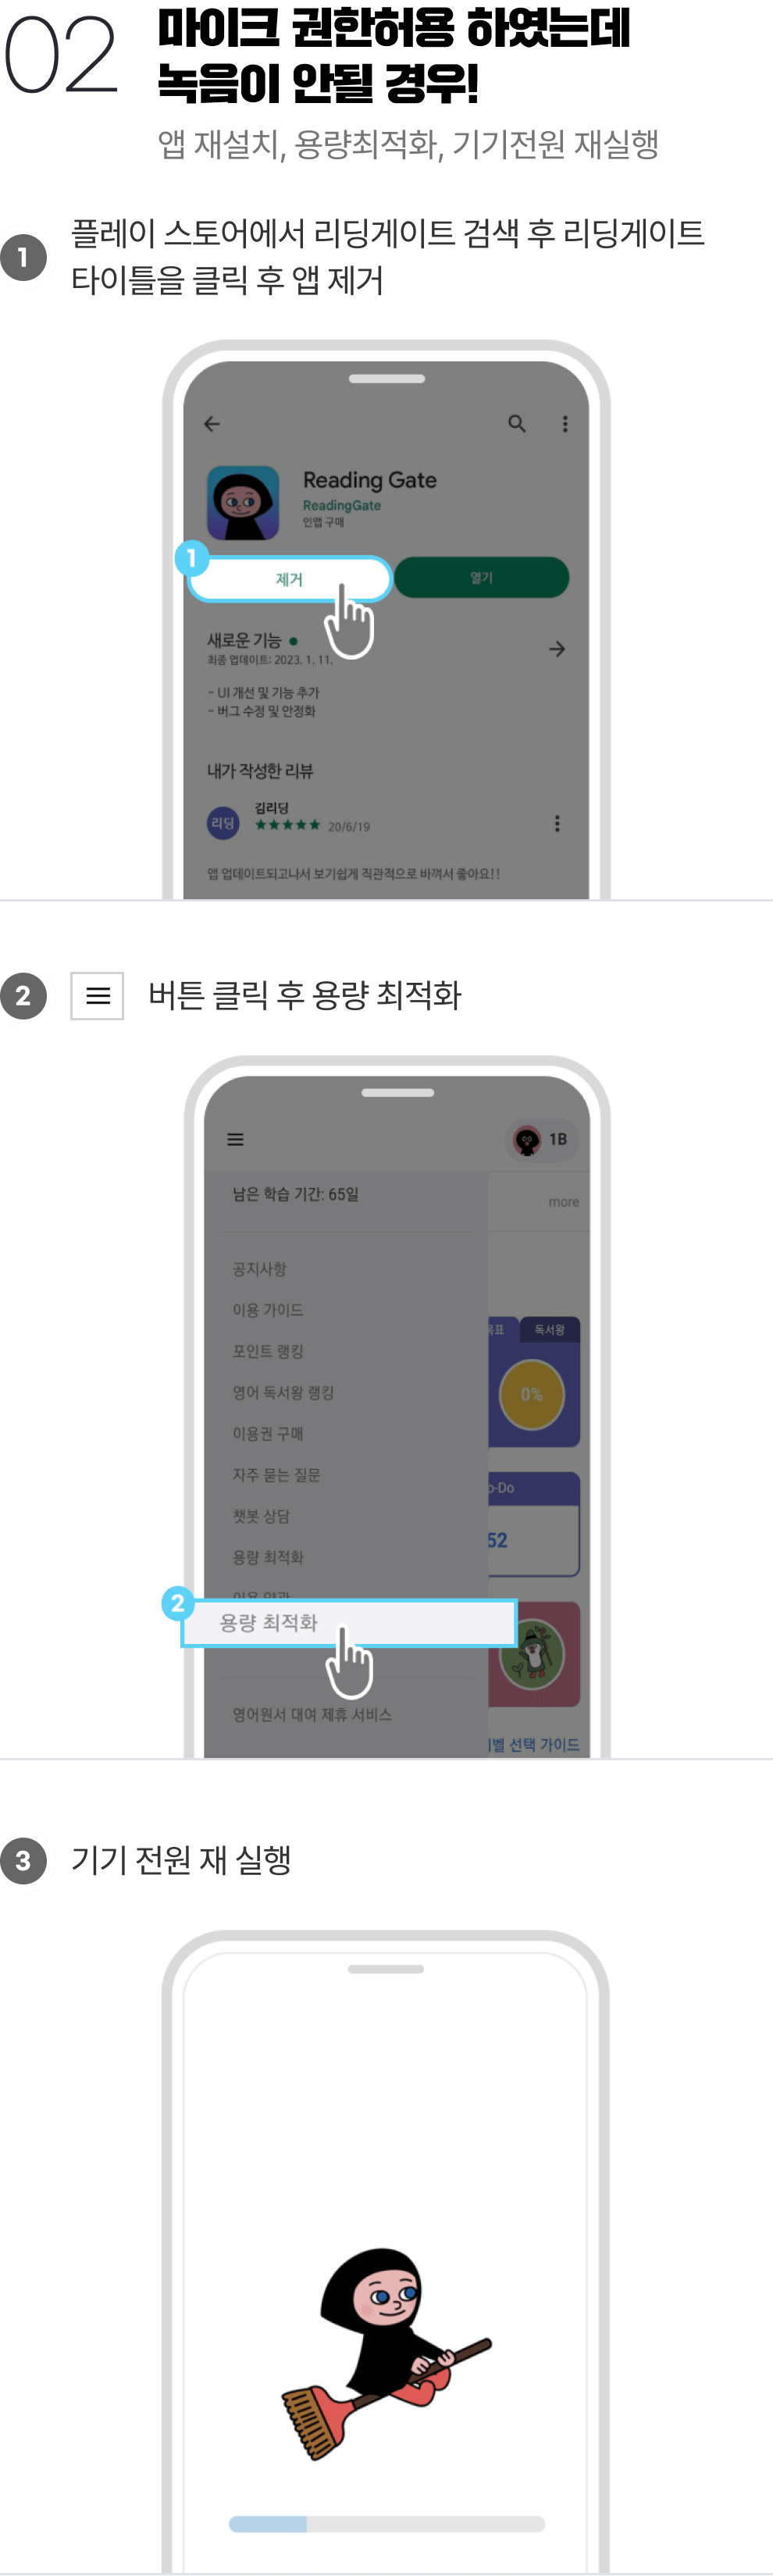 02
마이크 권한허용 하였는데
녹음이 안될 경우!
앱 재설치, 용량최적화, 기기전원 재실행
1
플레이 스토어에서 리딩게이트 검색 후 리딩게이트
타이틀을 클릭 후 앱 제거
Reading Gate
ReadingGate
인앱 구매
1
제거
열기
새로운 기능
최종 업데이트: 2023. 1. 11.
- UI 개선 및 기능 추가
- 버그 수정 및 안정화
내가 작성한 리뷰
리딩
김리딩
★★★★★ 20/6/19
앱 업데이트되고나서 보기쉽게 직관적으로 바껴서 좋아요!!
2
버튼 클릭 후 용량 최적화
1B
남은 학습 기간: 65일
more
공지사항
이용 가이드
포인트 랭킹
목표
독서왕
영어 독서왕 랭킹
0%
이용권 구매
자주 묻는 질문
o-Do
챗봇 상담
52
용량 최적화
이용 약관
2
용량 최적화
영어원서 대여 제휴 서비스
벨 선택 가이드
3
기기 전원 재 실행